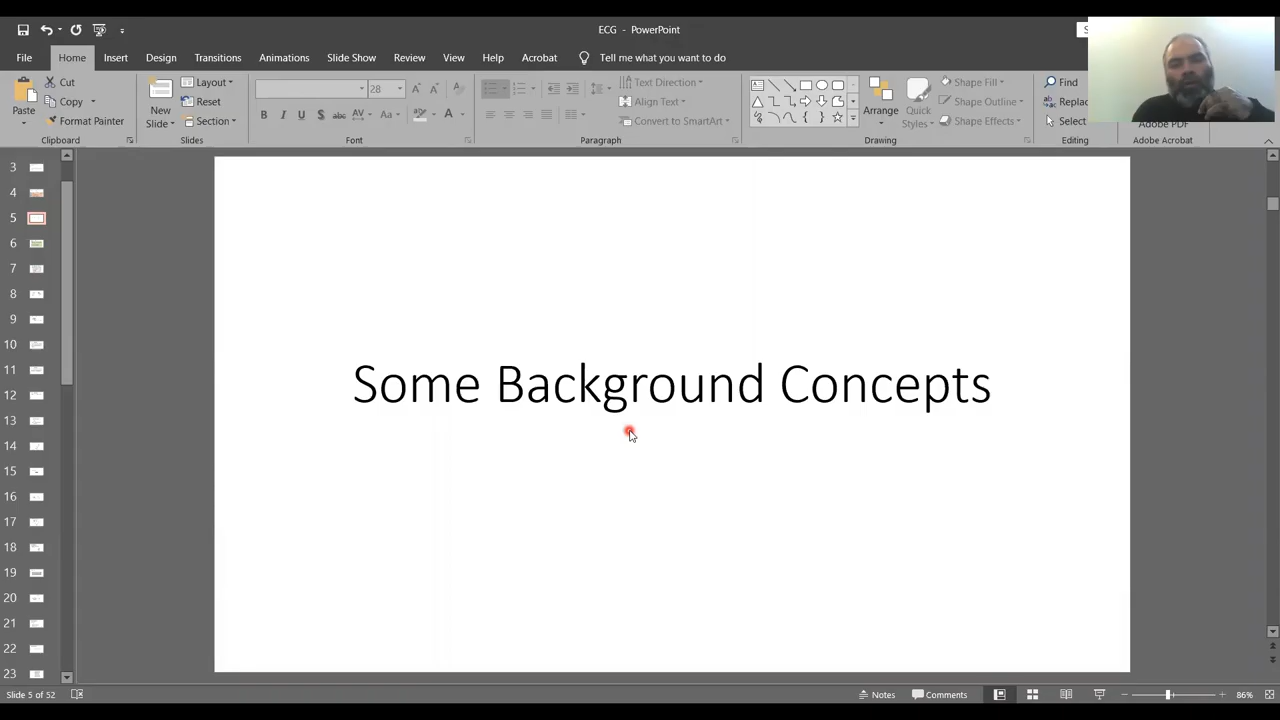 ECG - PowerPoint
File Home Insert Design Transitions Animations Slide Show Review View Help Acrobat Tell me what you want to do
Paste
Cut
Copy
Format Painter
Clipboard
New
Slide
Layout
Reset
Section
Slides
28
B I U S abc AV Aa A
Font
Text Direction
Align Text
Convert to SmartArt
Paragraph
Arrange
Quick
Styles
Shape Fill
Shape Outline
Shape Effects
Drawing
Find
Replac
Select
Editing
Adobe PDF
Adobe Acrobat
3
4
5
6
7
8
9
10
11
12
13
14
15
16
17
18
19
20
21
22
23
Some Background Concepts
Slide 5 of 52
Notes Comments 86%